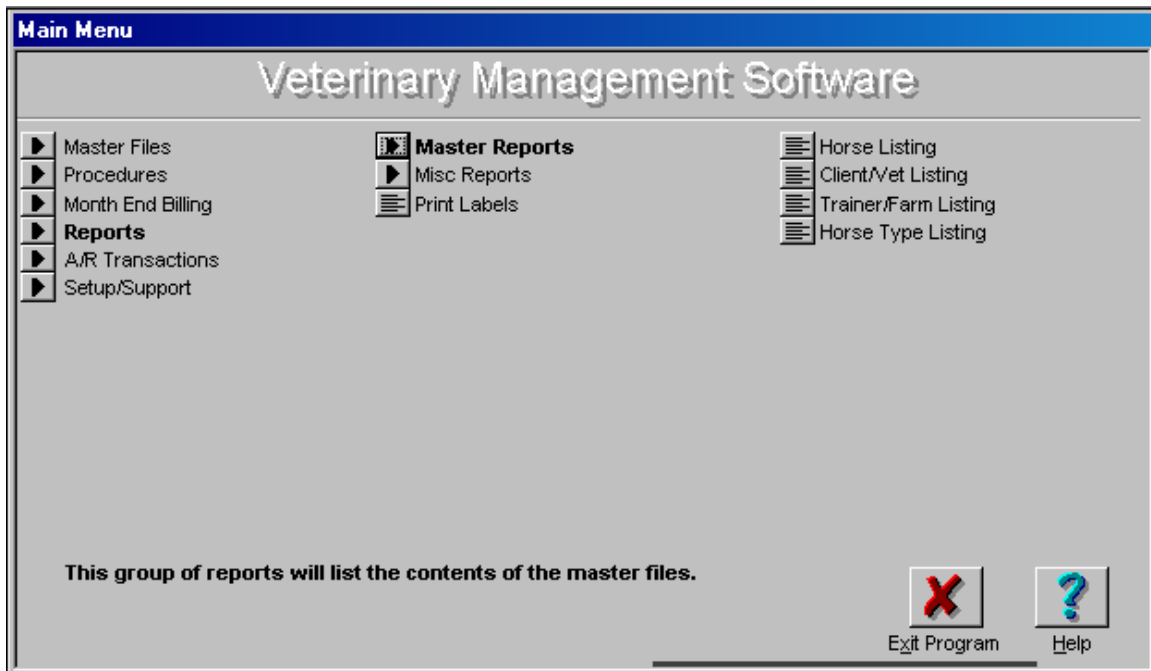 Main Menu
Veterinary Management Software
Master Files
Procedures
Month End Billing
Reports
A/R Transactions
Setup/Support
Master Reports
Misc Reports
Print Labels
Horse Listing
Client/Vet Listing
Trainer/Farm Listing
Horse Type Listing
This group of reports will list the contents of the master files.
Exit Program
Help